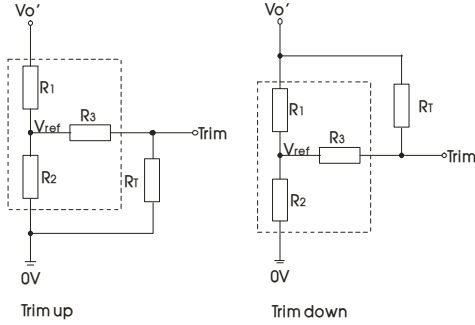 Vo'
R1
Vref
R3
Trim
R2
RT
0V
Trim up
Vo'
R1
RT
Vref
R3
Trim
R2
0V
Trim down